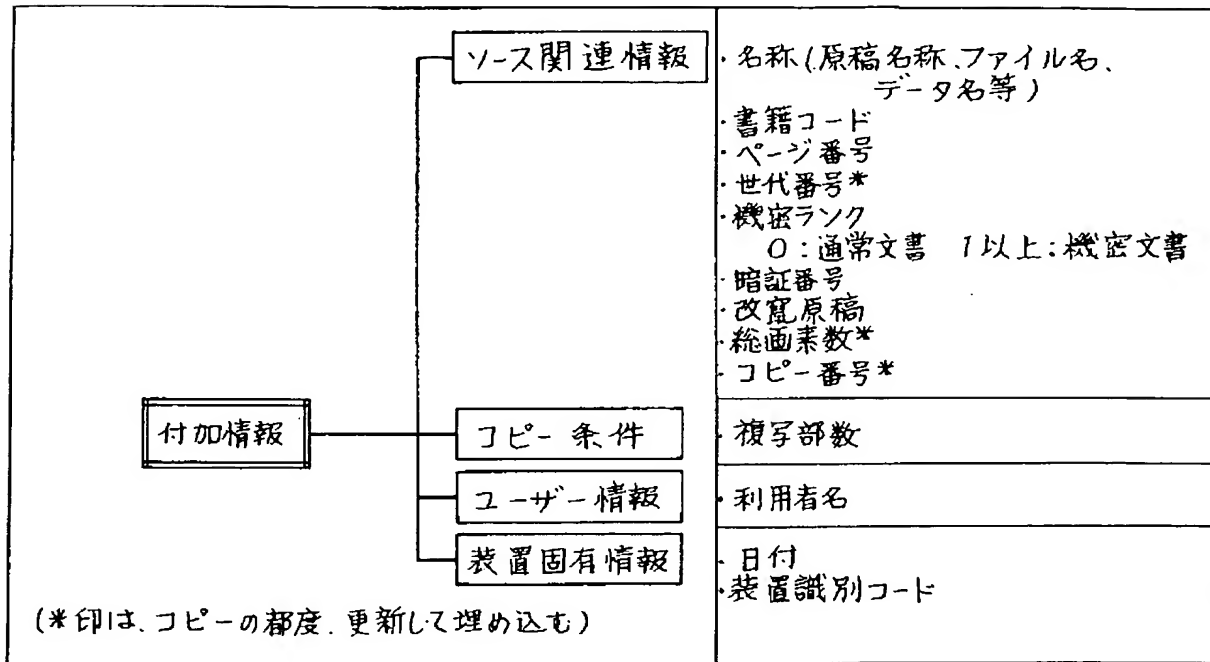 ソース関連情報
・名称(原稿名称、ファイル名、
データ名等)
・書籍コード
・ページ番号
・世代番号*
・機密ランク
0:通常文書 1以上:機密文書
・暗証番号
・改竄原稿
・総画素数*
・コピー番号*
付加情報
コピー条件
・複写部数
ユーザー情報
・利用者名
装置固有情報
・日付
・装置識別コード
(*印は、コピーの都度、更新して埋め込む)